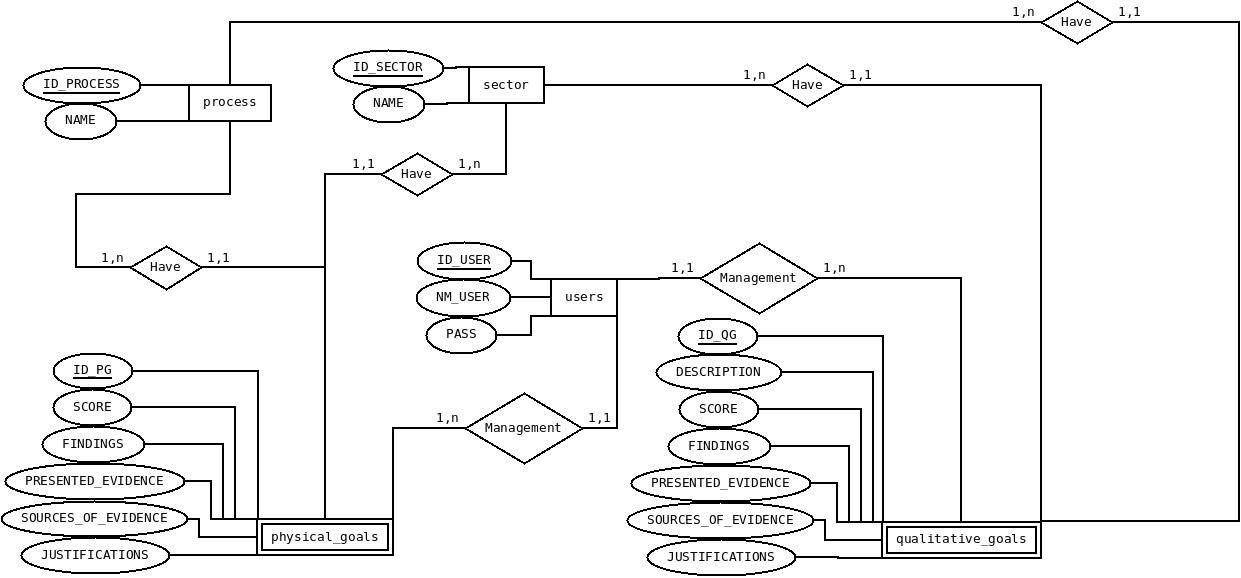 1,n
Have
1,1
ID_SECTOR
ID_PROCESS
sector
1,n
Have
1,1
process
NAME
NAME
1,1
Have
1,n
1,n
Have
1,1
ID_USER
1,1
Management
1,n
NM_USER
users
PASS
ID_QG
ID_PG
DESCRIPTION
SCORE
SCORE
1,n
Management
1,1
FINDINGS
FINDINGS
PRESENTED_EVIDENCE
PRESENTED_EVIDENCE
SOURCES_OF_EVIDENCE
SOURCES_OF_EVIDENCE
physical_goals
qualitative_goals
JUSTIFICATIONS
JUSTIFICATIONS